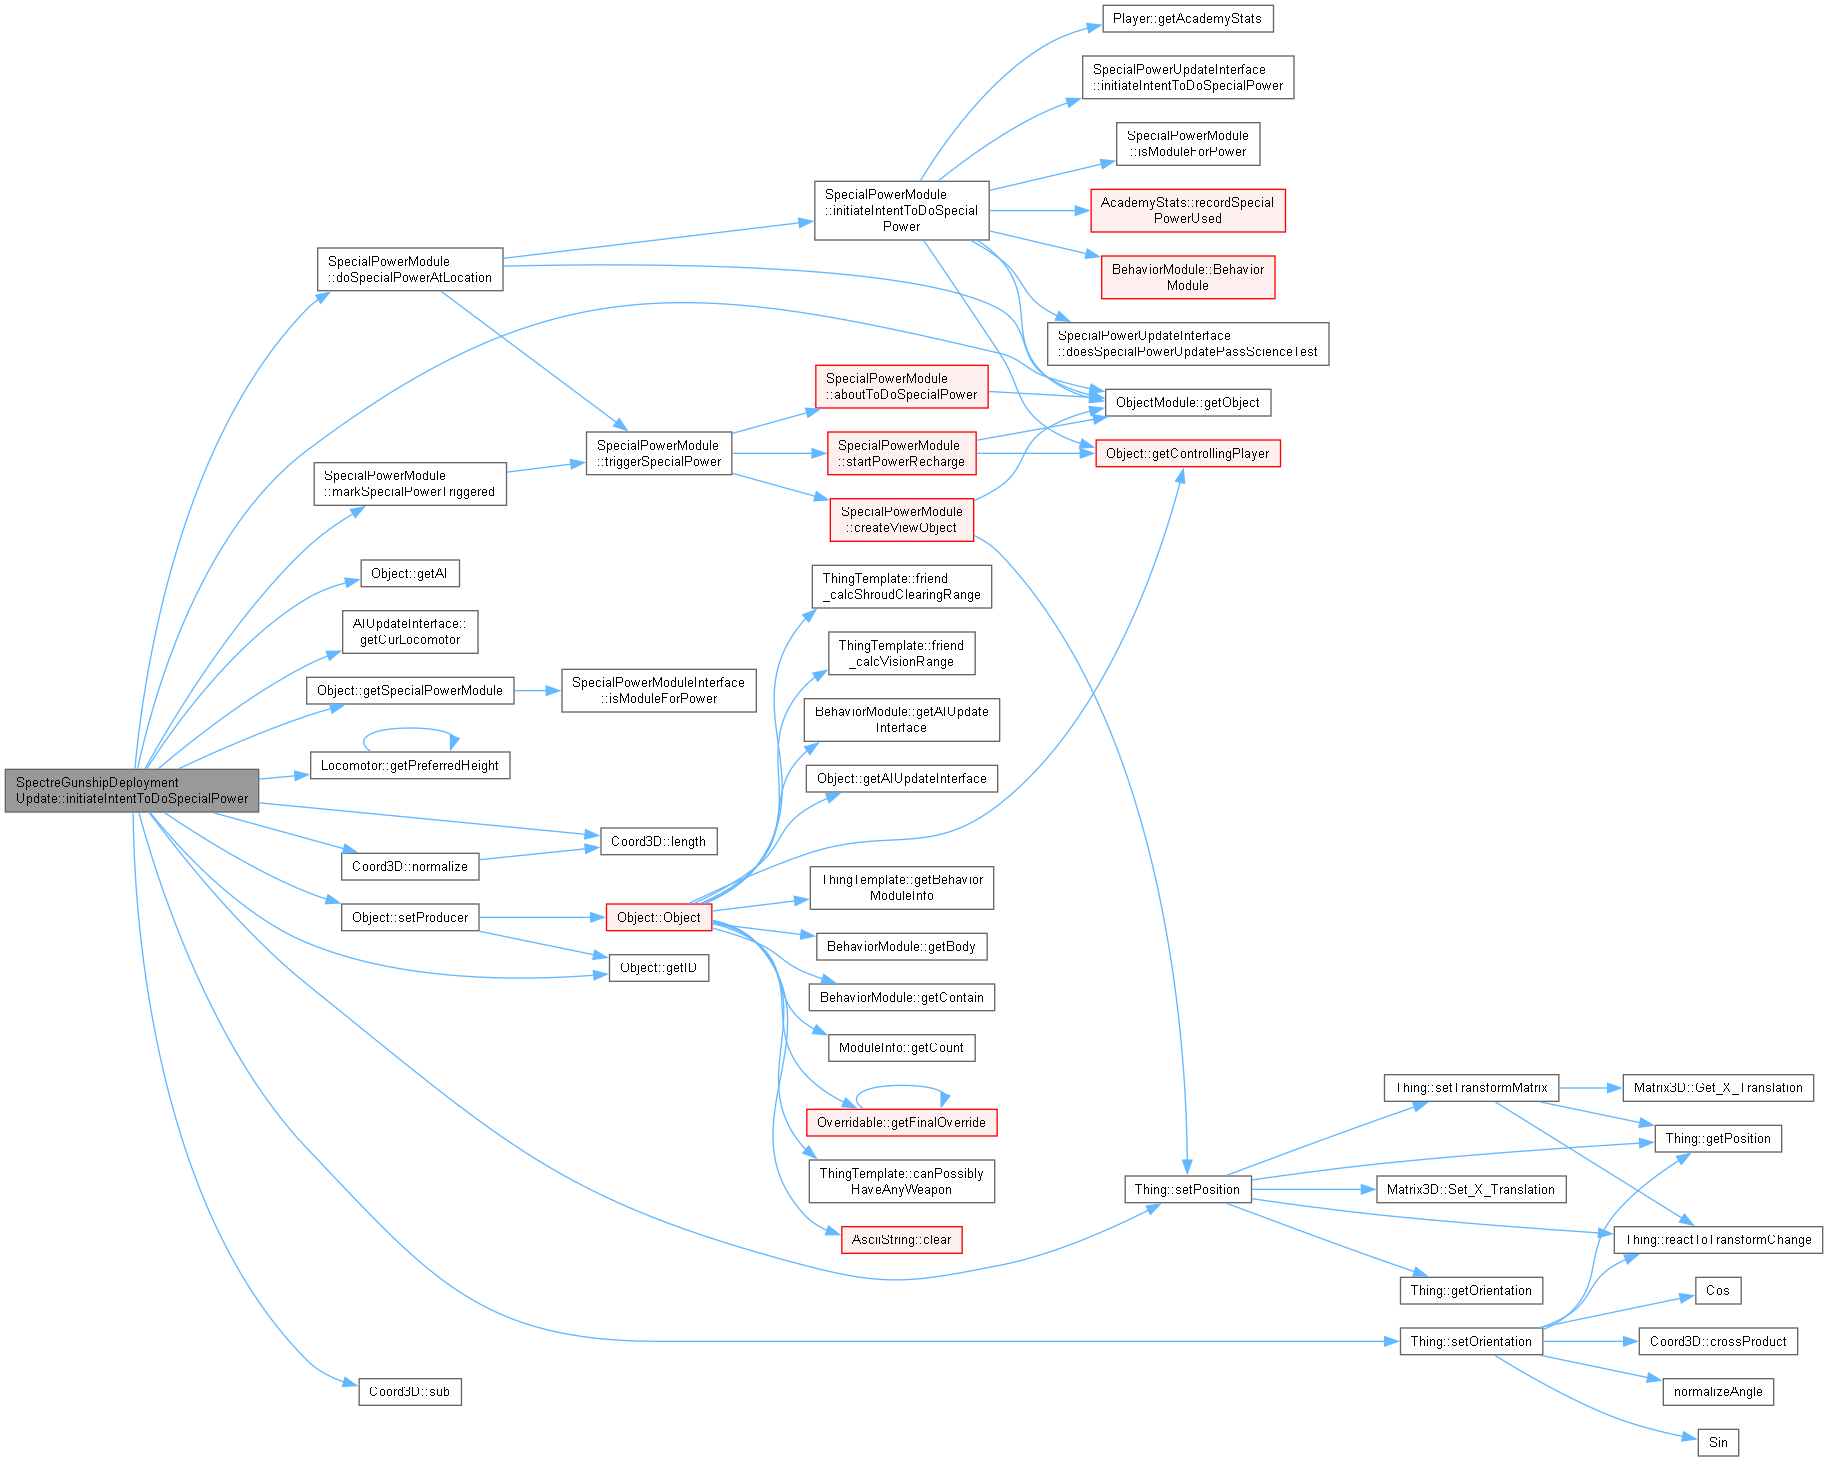 Player::getAcademyStats
SpecialPowerUpdateInterface
::initiateIntentToDoSpecialPower
SpecialPowerModule
::isModuleForPower
SpecialPowerModule
::initiateIntentToDoSpecial
Power
AcademyStats::recordSpecial
PowerUsed
SpecialPowerModule
::doSpecialPowerAtLocation
BehaviorModule::Behavior
Module
SpecialPowerUpdateInterface
::doesSpecialPowerUpdatePassScienceTest
SpecialPowerModule
::aboutToDoSpecialPower
ObjectModule::getObject
SpecialPowerModule
::triggerSpecialPower
SpecialPowerModule
::startPowerRecharge
Object::getControllingPlayer
SpecialPowerModule
::markSpecialPowerTriggered
SpecialPowerModule
::createViewObject
Object::getAI
ThingTemplate::friend
_calcShroudClearingRange
AIUpdateInterface::
getCurLocomotor
ThingTemplate::friend
_calcVisionRange
Object::getSpecialPowerModule
SpecialPowerModuleInterface
::isModuleForPower
BehaviorModule::getAIUpdate
Interface
Locomotor::getPreferredHeight
Object::getAIUpdateInterface
SpectreGunshipDeployment
Update::initiateIntentToDoSpecialPower
Coord3D::length
Coord3D::normalize
ThingTemplate::getBehavior
ModuleInfo
Object::setProducer
Object::Object
BehaviorModule::getBody
Object::getID
BehaviorModule::getContain
ModuleInfo::getCount
Thing::setTransformMatrix
Matrix3D::Get_X_Translation
Overridable::getFinalOverride
Thing::getPosition
ThingTemplate::canPossibly
HaveAnyWeapon
Thing::setPosition
Matrix3D::Set_X_Translation
AsciiString::clear
Thing::reactToTransformChange
Thing::getOrientation
Cos
Thing::setOrientation
Coord3D::crossProduct
Coord3D::sub
normalizeAngle
Sin